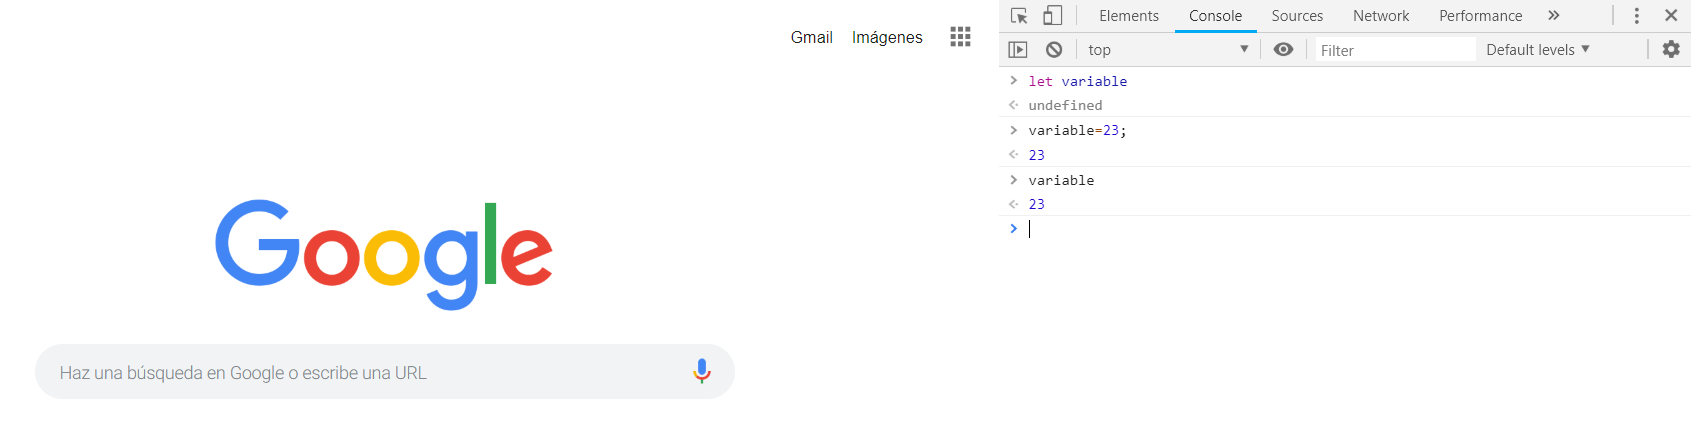 Gmail Imágenes
Google
Haz una búsqueda en Google o escribe una URL
Elements Console Sources Network Performance »
top Filter Default levels
> let variable
undefined
> variable=23;
23
> variable
23
>